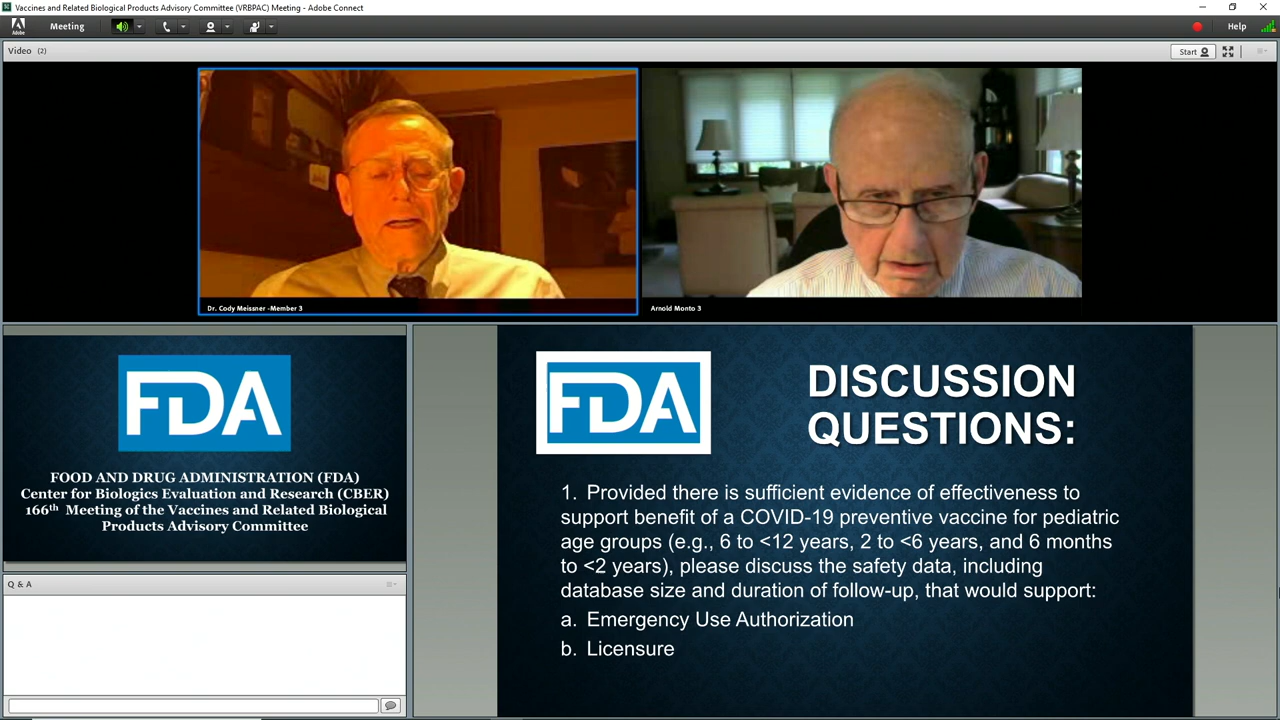 Vaccines and Related Biological Products Advisory Committee (VRBPAC) Meeting - Adobe Connect
Adobe
Meeting
Help
Video (2)
Start
Dr. Cody Meissner -Member 3
Arnold Monto 3
FDA
FOOD AND DRUG ADMINISTRATION (FDA)
Center for Biologics Evaluation and Research (CBER)
166th Meeting of the Vaccines and Related Biological
Products Advisory Committee
Q & A
FDA
DISCUSSION
QUESTIONS:
1. Provided there is sufficient evidence of effectiveness to
support benefit of a COVID-19 preventive vaccine for pediatric
age groups (e.g., 6 to <12 years, 2 to <6 years, and 6 months
to <2 years), please discuss the safety data, including
database size and duration of follow-up, that would support:
a. Emergency Use Authorization
b. Licensure